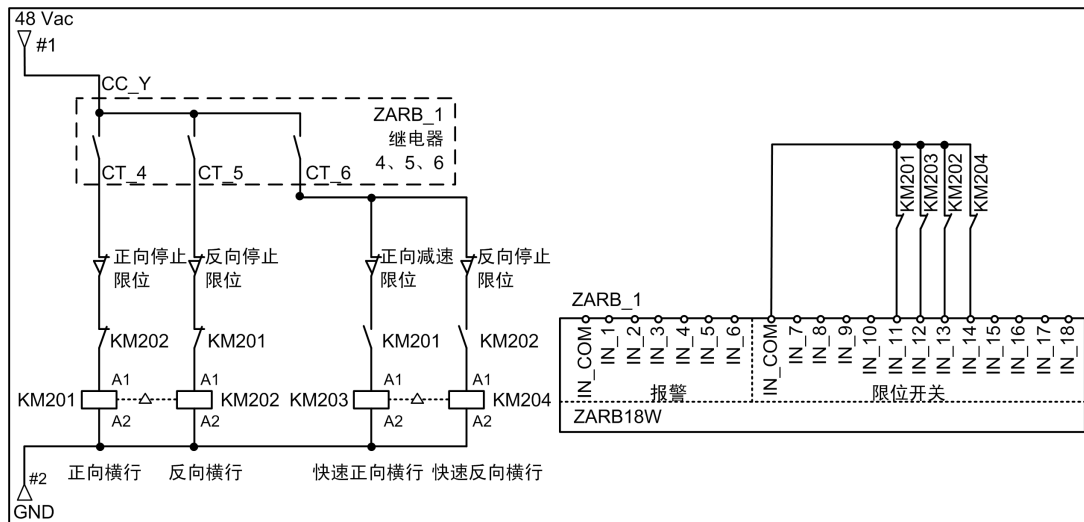 48 Vac
#1
CC_Y
ZARB_1
继电器
4、5、6
CT_4
CT_5
CT_6
正向停止
限位
反向停止
限位
正向减速
限位
反向停止
限位
KM202
KM201
KM201
KM202
KM201
A1
A2
A1
A2
KM202
KM203
A1
A2
A1
A2
KM204
正向横行
反向横行
快速正向横行
快速反向横行
#2
GND
KM201
KM203
KM202
KM204
ZARB_1
IN_COM
IN_1
IN_2
IN_3
IN_4
IN_5
IN_6
IN_COM
IN_7
IN_8
IN_9
IN_10
IN_11
IN_12
IN_13
IN_14
IN_15
IN_16
IN_17
IN_18
报警
限位开关
ZARB18W